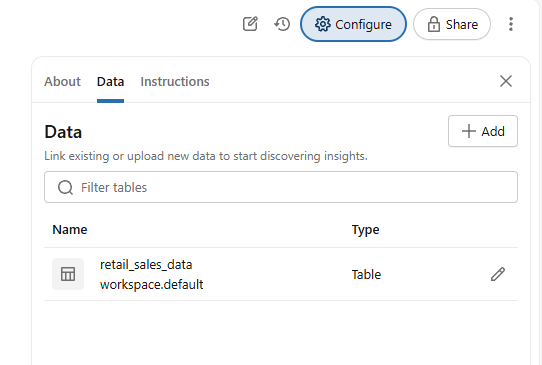 Configure Share
About Data Instructions
Data
Add
Link existing or upload new data to start discovering insights.
Filter tables
Name Type
retail_sales_data
workspace.default
Table